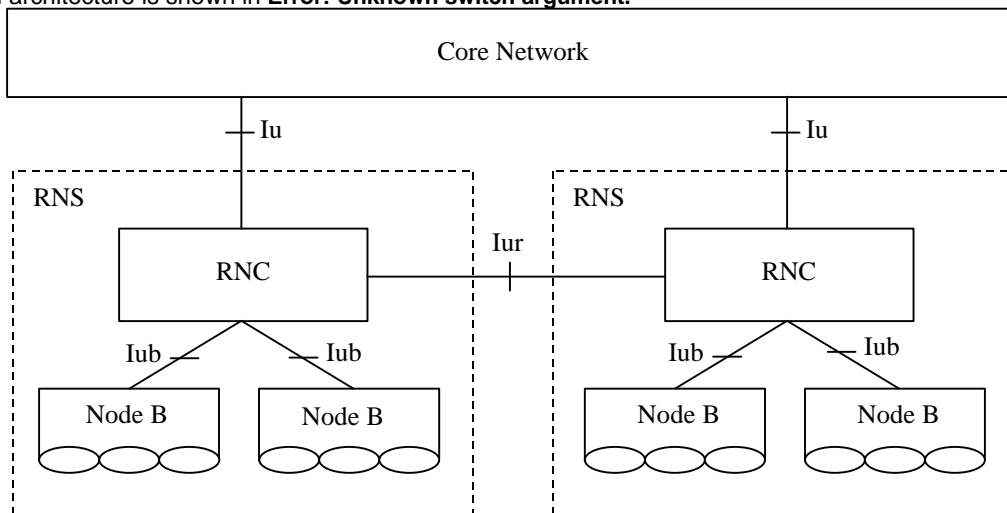 architecture is shown in Error! Unknown switch argument.
Core Network
Iu Iu
RNS RNS
Iur
RNC RNC
Iub Iub Iub Iub
Node B Node B Node B Node B